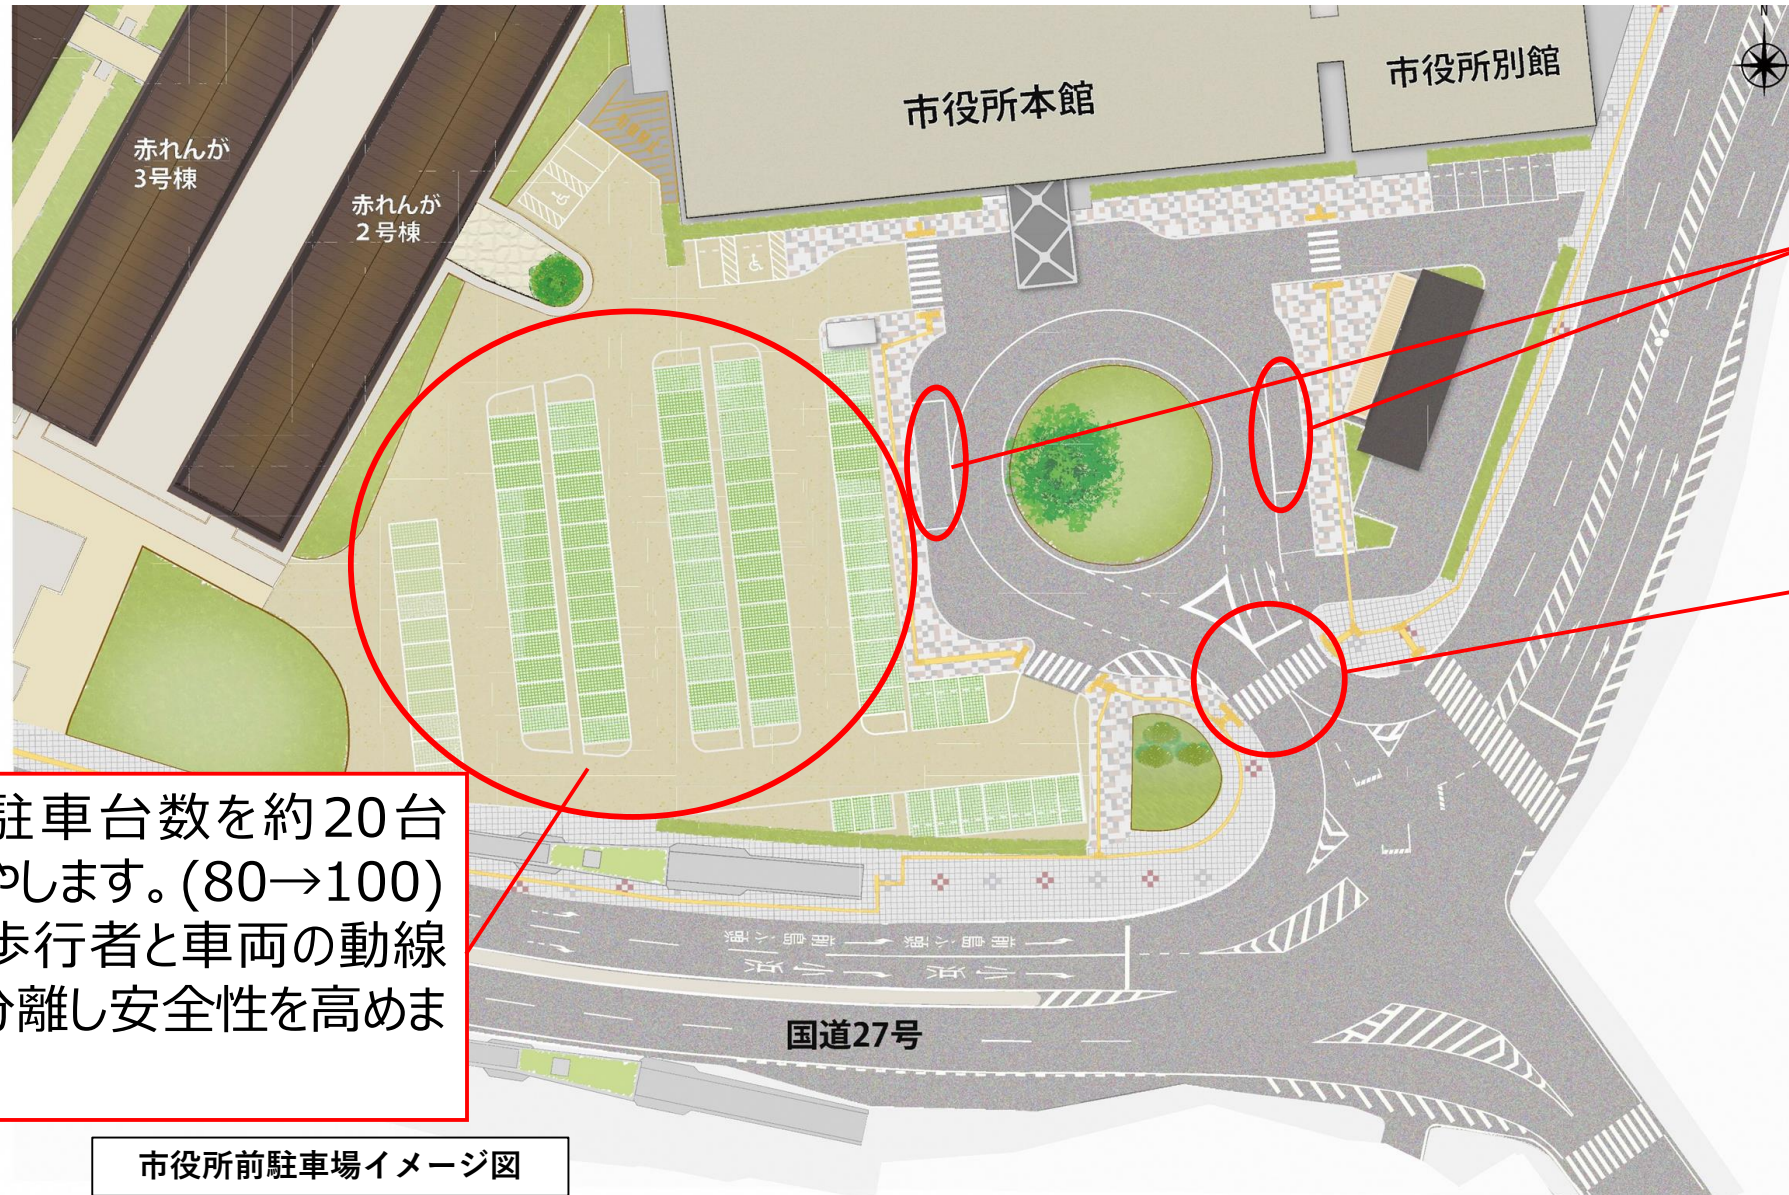 N
市役所本館
市役所別館
赤れんが
3号棟
赤れんが
2号棟
駐車台数を約20台
やします。(80→100)
歩行者と車両の動線
分離し安全性を高めま
国道27号
市役所前駐車場イメージ図